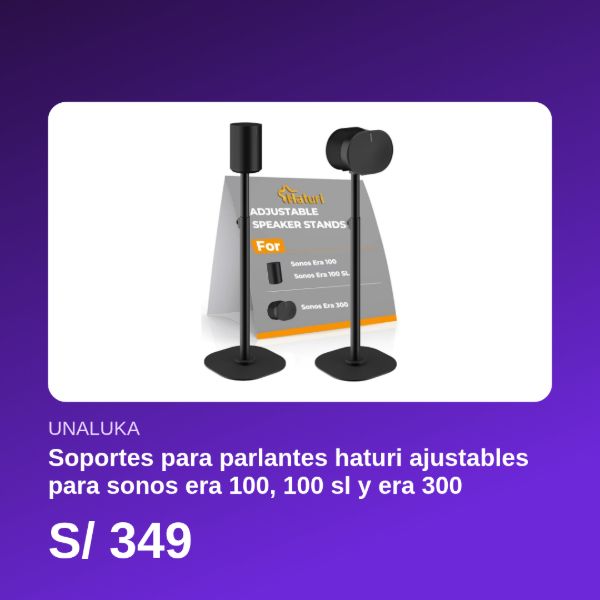 Haturi
ADJUSTABLE
SPEAKER STANDS
For
Sonos Era 100
Sonos Era 100 SL
Sonos Era 300
UNALUKA
Soportes para parlantes haturi ajustables
para sonos era 100, 100 sl y era 300
S/ 349